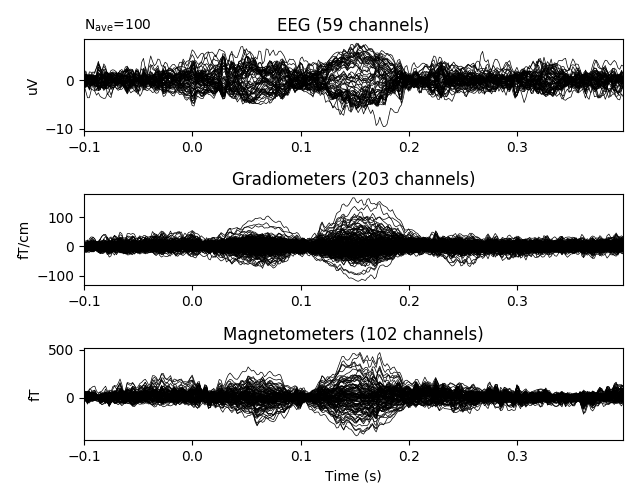 N_ave=100
EEG (59 channels)
uV
0
−10
−0.1 0.0 0.1 0.2 0.3
Gradiometers (203 channels)
fT/cm
100
0
−100
−0.1 0.0 0.1 0.2 0.3
Magnetometers (102 channels)
fT
500
0
−0.1 0.0 0.1 0.2 0.3
Time (s)